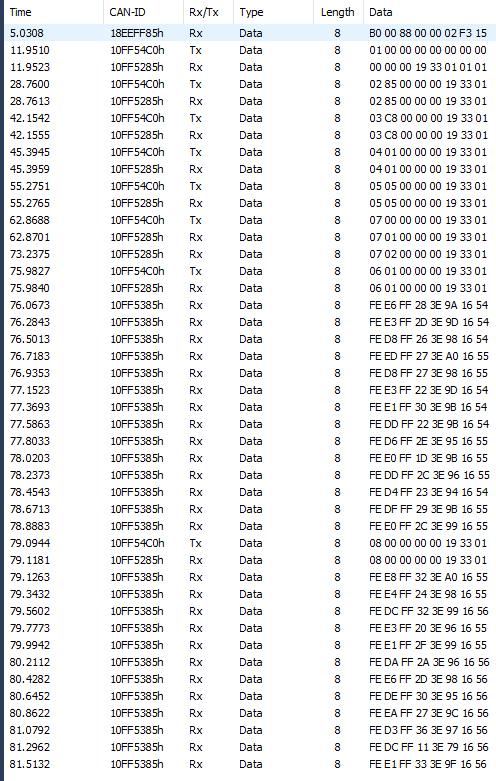 Time CAN-ID Rx/Tx Type Length Data
5.0308 18EEFF85h Rx Data 8 B0 00 88 00 00 02 F3 15
11.9510 10FF54C0h Tx Data 8 01 00 00 00 00 00 00 00
11.9523 10FF5285h Rx Data 8 00 00 00 19 33 01 01 01
28.7600 10FF54C0h Tx Data 8 02 85 00 00 00 19 33 01
28.7613 10FF5285h Rx Data 8 02 85 00 00 00 19 33 01
42.1542 10FF54C0h Tx Data 8 03 C8 00 00 00 19 33 01
42.1555 10FF5285h Rx Data 8 03 C8 00 00 00 19 33 01
45.3945 10FF54C0h Tx Data 8 04 01 00 00 00 19 33 01
45.3959 10FF5285h Rx Data 8 04 01 00 00 00 19 33 01
55.2751 10FF54C0h Tx Data 8 05 05 00 00 00 19 33 01
55.2765 10FF5285h Rx Data 8 05 05 00 00 00 19 33 01
62.8688 10FF54C0h Tx Data 8 07 00 00 00 00 19 33 01
62.8701 10FF5285h Rx Data 8 07 01 00 00 00 19 33 01
73.2375 10FF5285h Rx Data 8 07 02 00 00 00 19 33 01
75.9827 10FF54C0h Tx Data 8 06 01 00 00 00 19 33 01
75.9840 10FF5285h Rx Data 8 06 01 00 00 00 19 33 01
76.0673 10FF5385h Rx Data 8 FE E6 FF 28 3E 9A 16 54
76.2843 10FF5385h Rx Data 8 FE E3 FF 2D 3E 9D 16 54
76.5013 10FF5385h Rx Data 8 FE D8 FF 26 3E 98 16 54
76.7183 10FF5385h Rx Data 8 FE ED FF 27 3E A0 16 55
76.9353 10FF5385h Rx Data 8 FE D8 FF 27 3E 98 16 55
77.1523 10FF5385h Rx Data 8 FE E3 FF 22 3E 9D 16 54
77.3693 10FF5385h Rx Data 8 FE E1 FF 30 3E 9B 16 54
77.5863 10FF5385h Rx Data 8 FE DD FF 22 3E 9B 16 54
77.8033 10FF5385h Rx Data 8 FE D6 FF 2E 3E 95 16 55
78.0203 10FF5385h Rx Data 8 FE E0 FF 1D 3E 9B 16 55
78.2373 10FF5385h Rx Data 8 FE DD FF 2C 3E 96 16 55
78.4543 10FF5385h Rx Data 8 FE D4 FF 23 3E 94 16 54
78.6713 10FF5385h Rx Data 8 FE DF FF 29 3E 9B 16 55
78.8883 10FF5385h Rx Data 8 FE E0 FF 2C 3E 99 16 55
79.0944 10FF54C0h Tx Data 8 08 00 00 00 00 19 33 01
79.1181 10FF5285h Rx Data 8 08 00 00 00 00 19 33 01
79.1263 10FF5385h Rx Data 8 FE E8 FF 32 3E A0 16 55
79.3432 10FF5385h Rx Data 8 FE E4 FF 24 3E 98 16 55
79.5602 10FF5385h Rx Data 8 FE DC FF 32 3E 99 16 56
79.7773 10FF5385h Rx Data 8 FE E3 FF 20 3E 96 16 55
79.9942 10FF5385h Rx Data 8 FE E1 FF 2F 3E 99 16 55
80.2112 10FF5385h Rx Data 8 FE DA FF 2A 3E 96 16 56
80.4282 10FF5385h Rx Data 8 FE E6 FF 2D 3E 98 16 56
80.6452 10FF5385h Rx Data 8 FE DE FF 30 3E 95 16 56
80.8622 10FF5385h Rx Data 8 FE EA FF 27 3E 9C 16 56
81.0792 10FF5385h Rx Data 8 FE D3 FF 36 3E 97 16 56
81.2962 10FF5385h Rx Data 8 FE DC FF 11 3E 79 16 56
81.5132 10FF5385h Rx Data 8 FE E1 FF 33 3E 9F 16 56